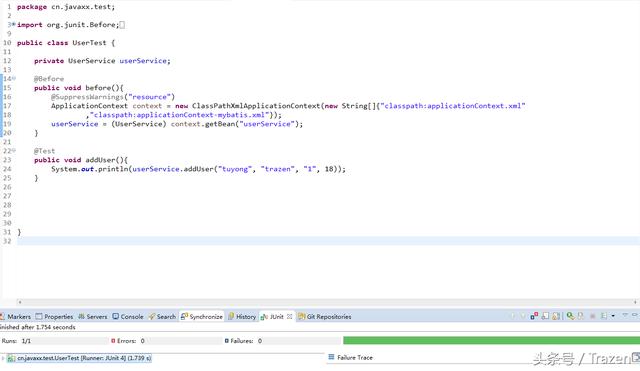 1 package cn.javaxx.test;
2
3 import org.junit.Before;
9
10 public class UserTest {
11
12 private UserService userService;
13
14 @Before
15 public void before(){
16 @SuppressWarnings("resource")
17 ApplicationContext context = new ClassPathXmlApplicationContext(new String[]{"classpath:applicationContext.xml"
18 ,"classpath:applicationContext-mybatis.xml"});
19 userService = (UserService) context.getBean("userService");
20 }
21
22 @Test
23 public void addUser(){
24 System.out.println(userService.addUser("tuyong", "trazen", "1", 18));
25 }
26
27
28
29
30
31 }
32
Markers Properties Servers Console Search Synchronize History JUnit Git Repositories
inished after 1.754 seconds
Runs: 1/1 Errors: 0 Failures: 0
cn.javaxx.test.UserTest [Runner: JUnit 4] (1.739 s) Failure Trace
头条号 / Trazen